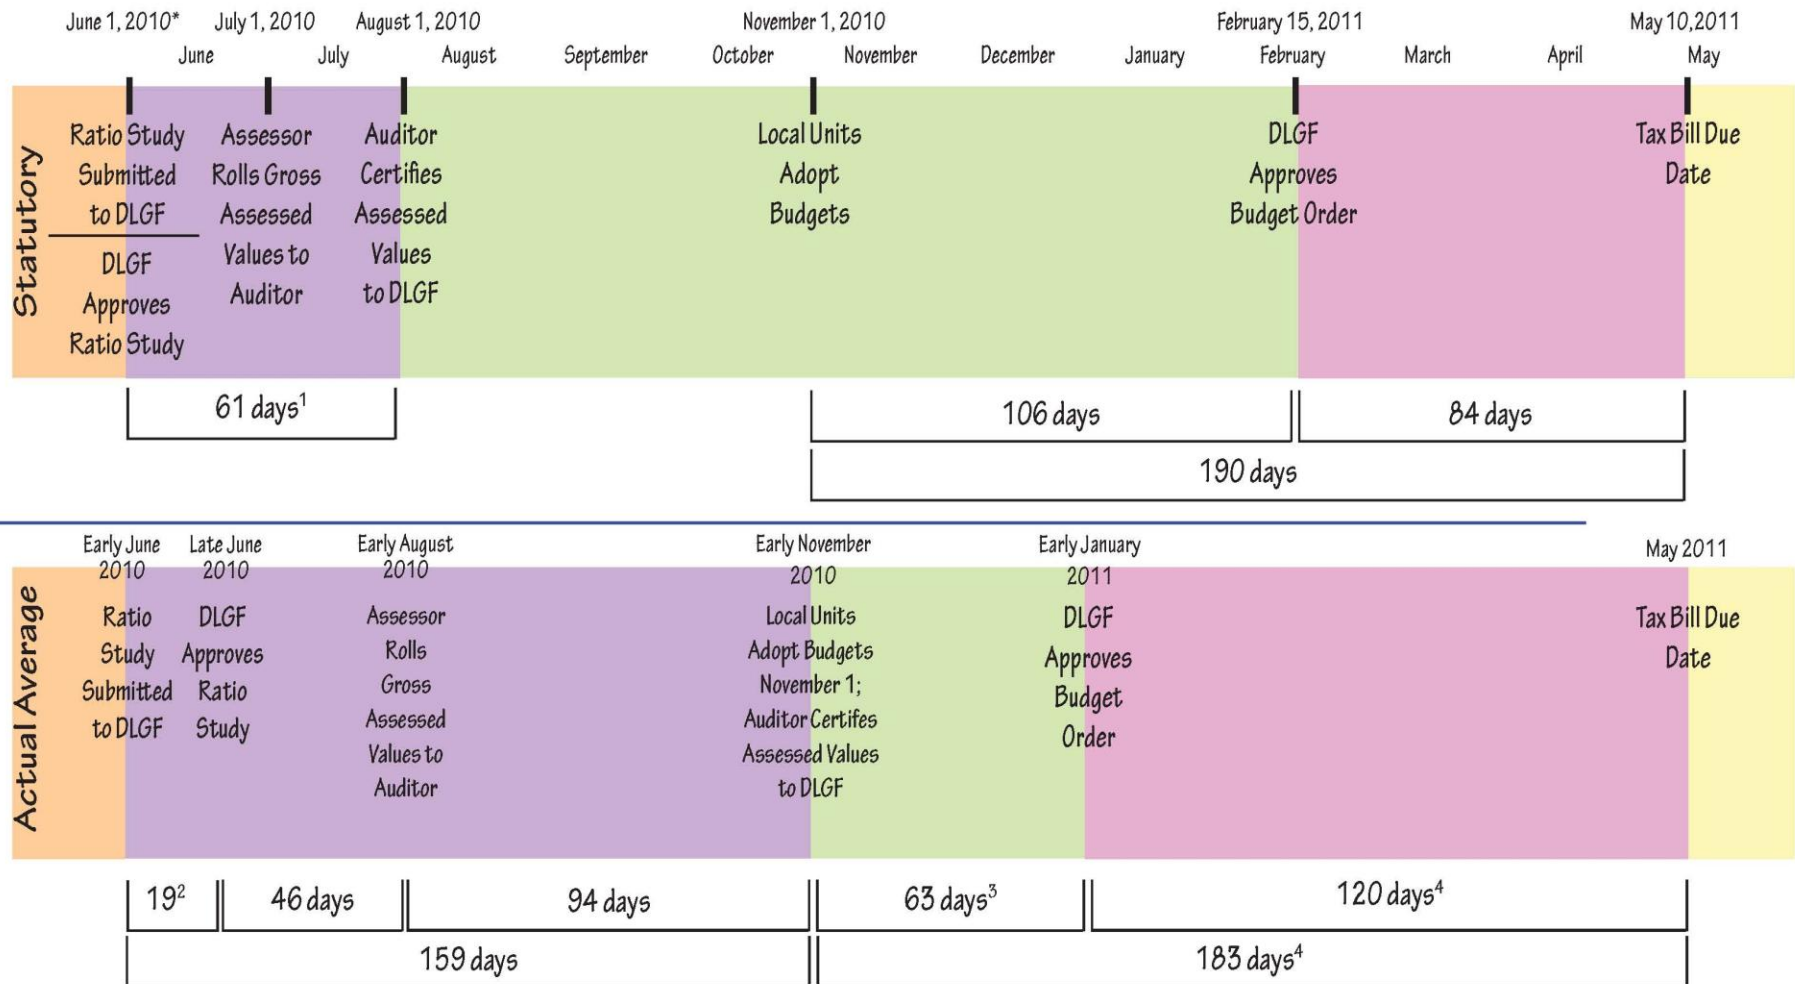 June 1, 2010* July 1, 2010 August 1, 2010 November 1, 2010 February 15, 2011 May 10, 2011
June July August September October November December January February March April May
Statutory
Ratio Study
Submitted
to DLGF
DLGF
Approves
Ratio Study
Assessor
Rolls Gross
Assessed
Values to
Auditor
Auditor
Certifies
Assessed
Values
to DLGF
Local Units
Adopt
Budgets
DLGF
Approves
Budget Order
Tax Bill Due
Date
61 days¹
106 days
84 days
190 days
Early June
2010
Late June
2010
Early August
2010
Early November
2010
Early January
2011
May 2011
Actual Average
Ratio
Study
Submitted
to DLGF
DLGF
Approves
Ratio
Study
Assessor
Rolls
Gross
Assessed
Values to
Auditor
Local Units
Adopt Budgets
November 1;
Auditor Certifes
Assessed Values
to DLGF
DLGF
Approves
Budget
Order
Tax Bill Due
Date
19²
46 days
94 days
63 days³
120 days⁴
159 days
183 days⁴